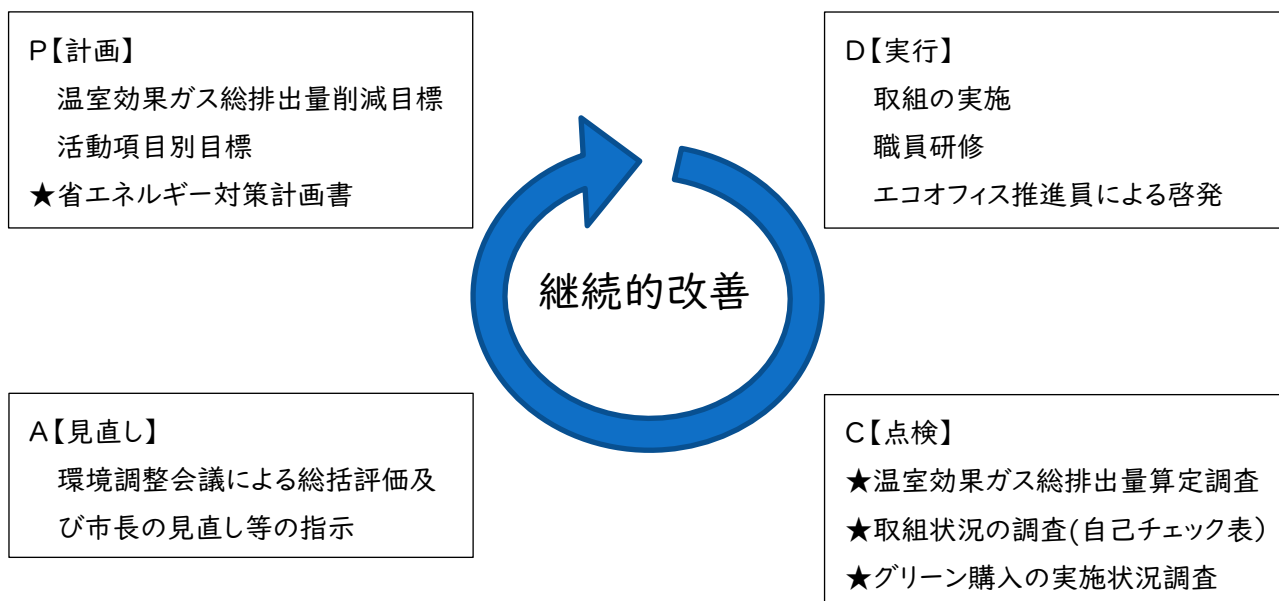 P【計画】
温室効果ガス総排出量削減目標
活動項目別目標
★省エネルギー対策計画書
D【実行】
取組の実施
職員研修
エコオフィス推進員による啓発
継続的改善
A【見直し】
環境調整会議による総括評価及
び市長の見直し等の指示
C【点検】
★温室効果ガス総排出量算定調査
★取組状況の調査(自己チェック表)
★グリーン購入の実施状況調査